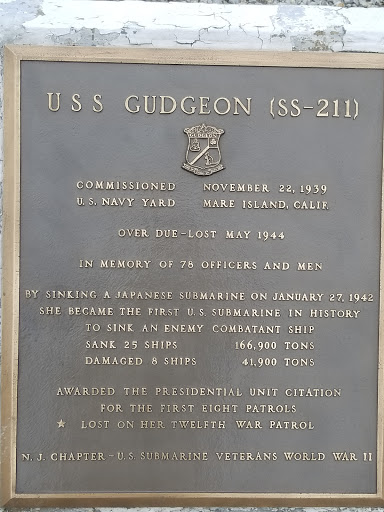 USS GUDGEON (SS-211)
GUDGEON
COMMISSIONED NOVEMBER 22, 1939
U.S. NAVY YARD MARE ISLAND, CALIF.
OVER DUE-LOST MAY 1944
IN MEMORY OF 78 OFFICERS AND MEN
BY SINKING A JAPANESE SUBMARINE ON JANUARY 27, 1942
SHE BECAME THE FIRST U.S. SUBMARINE IN HISTORY
TO SINK AN ENEMY COMBATANT SHIP
SANK 25 SHIPS 166,900 TONS
DAMAGED 8 SHIPS 41,900 TONS
AWARDED THE PRESIDENTIAL UNIT CITATION
FOR THE FIRST EIGHT PATROLS
★ LOST ON HER TWELFTH WAR PATROL
N. J. CHAPTER-U.S. SUBMARINE VETERANS WORLD WAR II